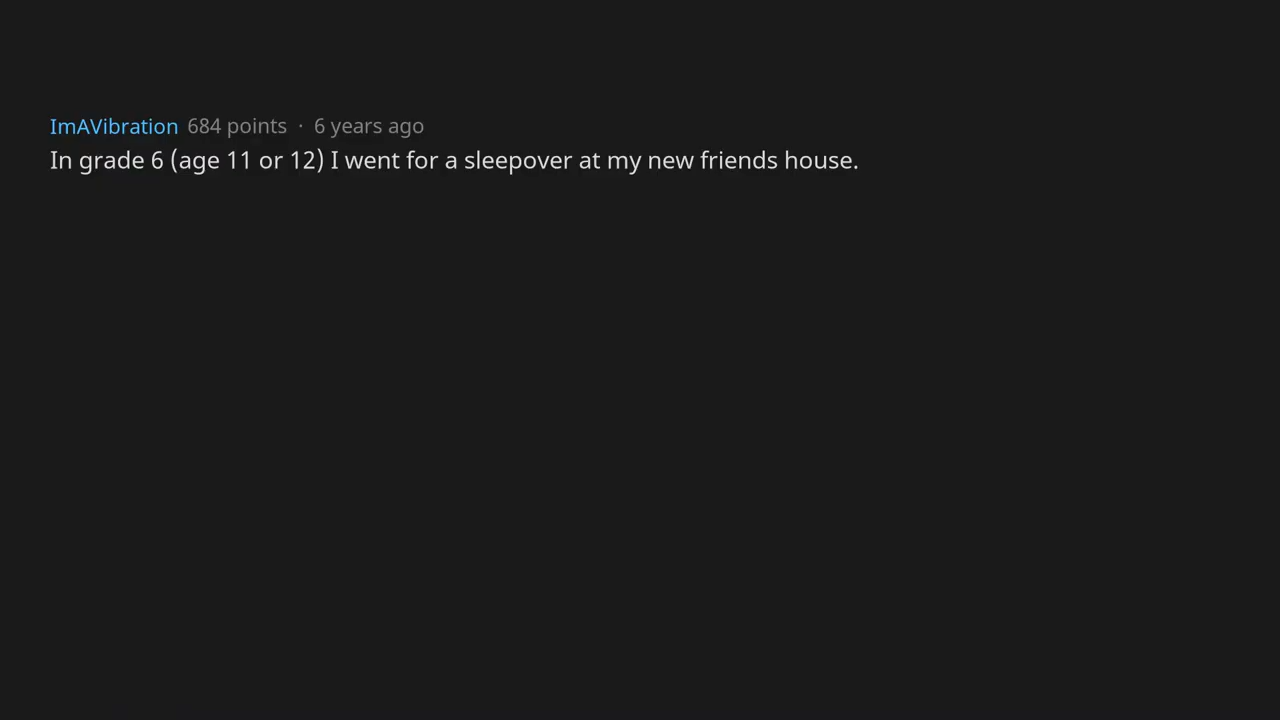 ImAVibration 684 points · 6 years ago
In grade 6 (age 11 or 12) I went for a sleepover at my new friends house.